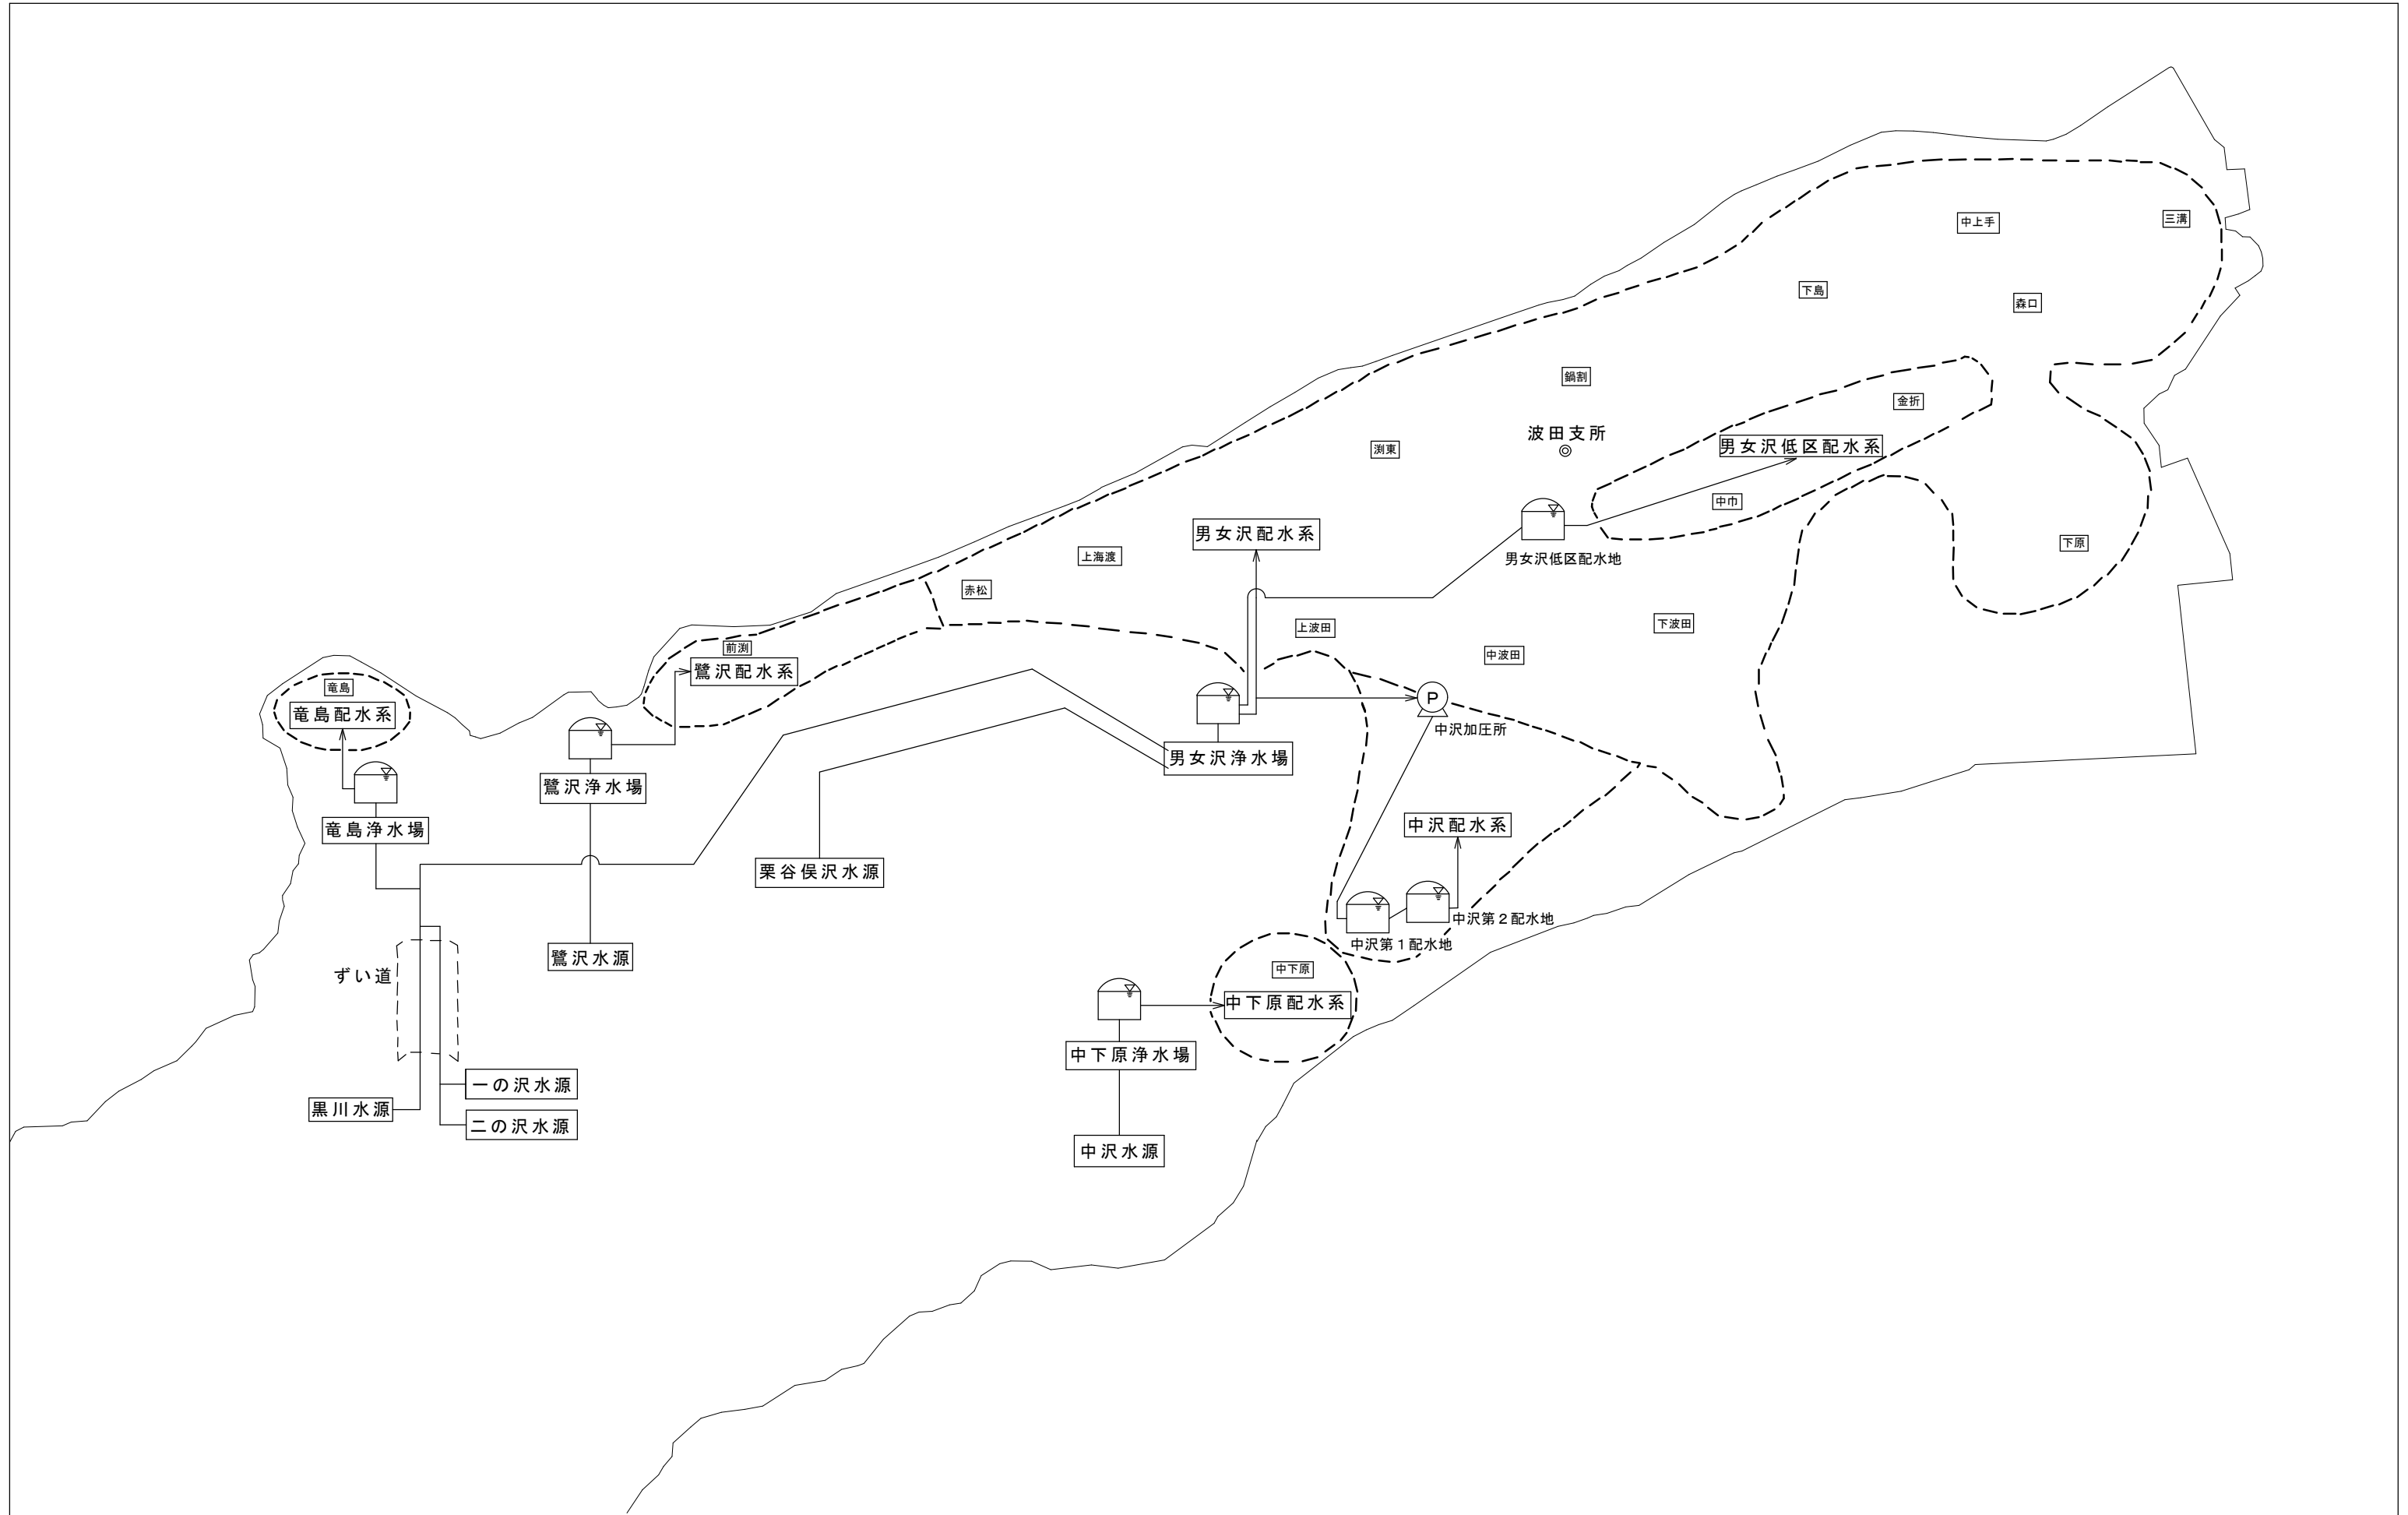 三溝
中上手
下島
森口
鍋割
金折
波田支所
男女沢低区配水系
渕東
中巾
男女沢配水系
下原
上海渡
男女沢低区配水地
赤松
下波田
上波田
前渕
中波田
鷺沢配水系
竜島
竜島配水系
P
中沢加圧所
男女沢浄水場
鷺沢浄水場
中沢配水系
竜島浄水場
栗谷俣沢水源
中沢第2配水地
中沢第1配水地
鷺沢水源
中下原
ずい道
中下原配水系
中下原浄水場
一の沢水源
黒川水源
二の沢水源
中沢水源